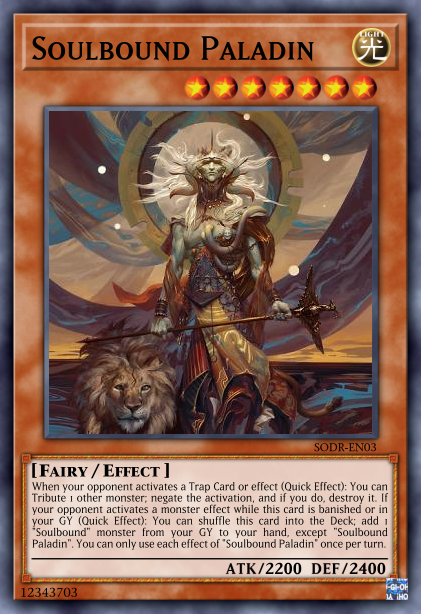 SOULBOUND PALADIN
LIGHT
光
SODR-EN03
[FAIRY / EFFECT ]
When your opponent activates a Trap Card or effect (Quick Effect): You can
Tribute 1 other monster; negate the activation, and if you do, destroy it. If
your opponent activates a monster effect while this card is banished or in
your GY (Quick Effect): You can shuffle this card into the Deck; add 1
"Soulbound" monster from your GY to your hand, except "Soulbound
Paladin". You can only use each effect of "Soulbound Paladin" once per turn.
ATK/2200 DEF/2400
12343703